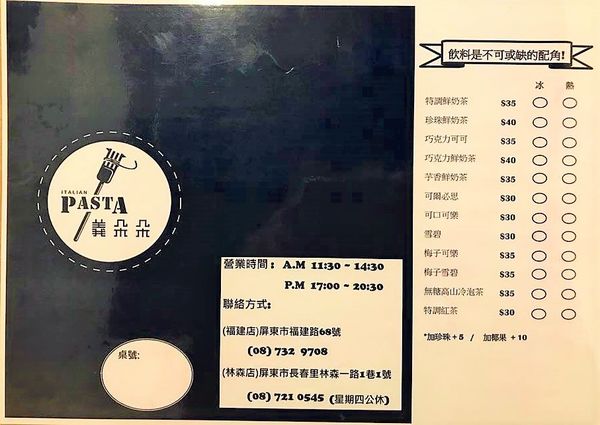 ITALIAN
PASTA
義朵朵
桌號:
營業時間: A.M 11:30 ~ 14:30
P.M 17:00 ~ 20:30
聯絡方式:
(福建店)屏東市福建路68號
(08) 732 9708
(林森店)屏東市長春里林森一路1巷1號
(08) 721 0545 (星期四公休)
飲料是不可或缺的配角!
冰 熱
特調鮮奶茶 $35
珍珠鮮奶茶 $40
巧克力可可 $35
巧克力鮮奶茶 $40
芋香鮮奶茶 $35
可爾必思 $30
可口可樂 $30
雪碧 $30
梅子可樂 $35
梅子雪碧 $35
無糖高山冷泡茶 $35
特調紅茶 $30
*加珍珠+5 / 加椰果 +10